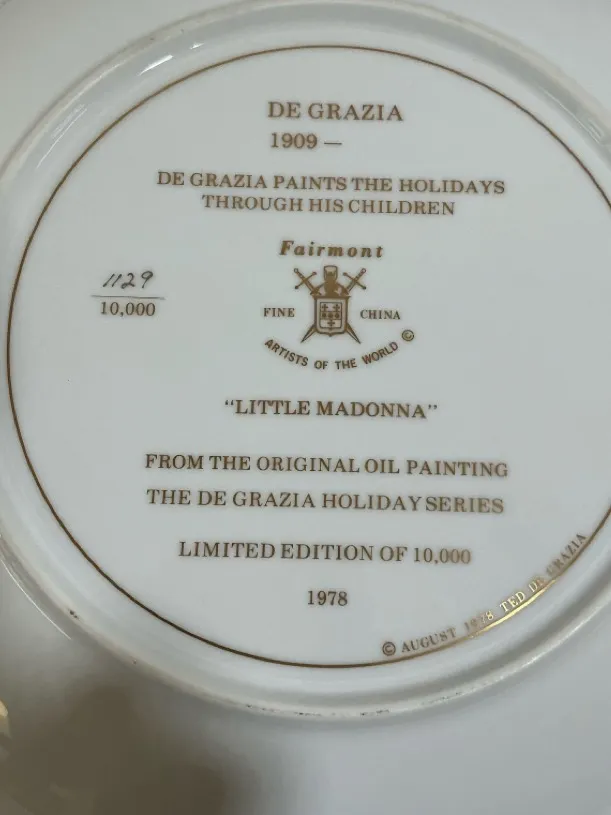 DE GRAZIA
1909 —
DE GRAZIA PAINTS THE HOLIDAYS
THROUGH HIS CHILDREN
Fairmont
FINE CHINA
ARTISTS OF THE WORLD ©
1129
10,000
"LITTLE MADONNA"
FROM THE ORIGINAL OIL PAINTING
THE DE GRAZIA HOLIDAY SERIES
LIMITED EDITION OF 10,000
1978
© AUGUST 1978 TED DE GRAZIA